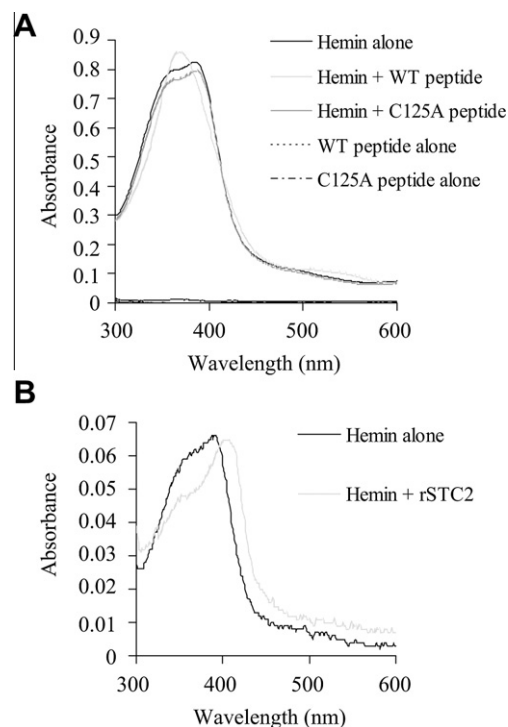 A
0.9
0.8
0.7
0.6
0.5
0.4
0.3
0.2
0.1
0
Absorbance
300
400
500
600
Wavelength (nm)
Hemin alone
Hemin + WT peptide
Hemin + C125A peptide
WT peptide alone
C125A peptide alone
B
0.07
0.06
0.05
0.04
0.03
0.02
0.01
0
Absorbance
300
400
500
600
Wavelength (nm)
Hemin alone
Hemin + rSTC2